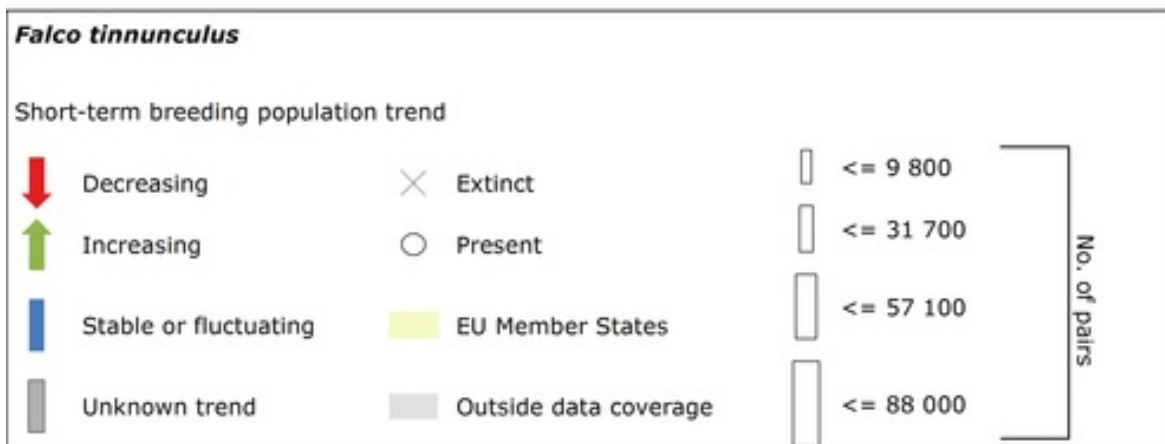 Falco tinnunculus
Short-term breeding population trend
Decreasing
Increasing
Stable or fluctuating
Unknown trend
Extinct
Present
EU Member States
Outside data coverage
<= 9 800
<= 31 700
<= 57 100
<= 88 000
No. of pairs